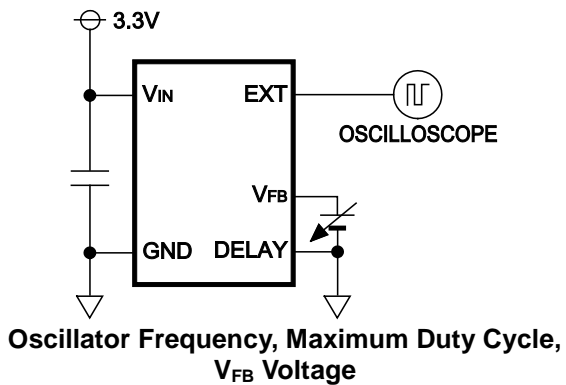 3.3V
VIN EXT
OSCILLOSCOPE
VFB
GND DELAY
Oscillator Frequency, Maximum Duty Cycle,
VFB Voltage